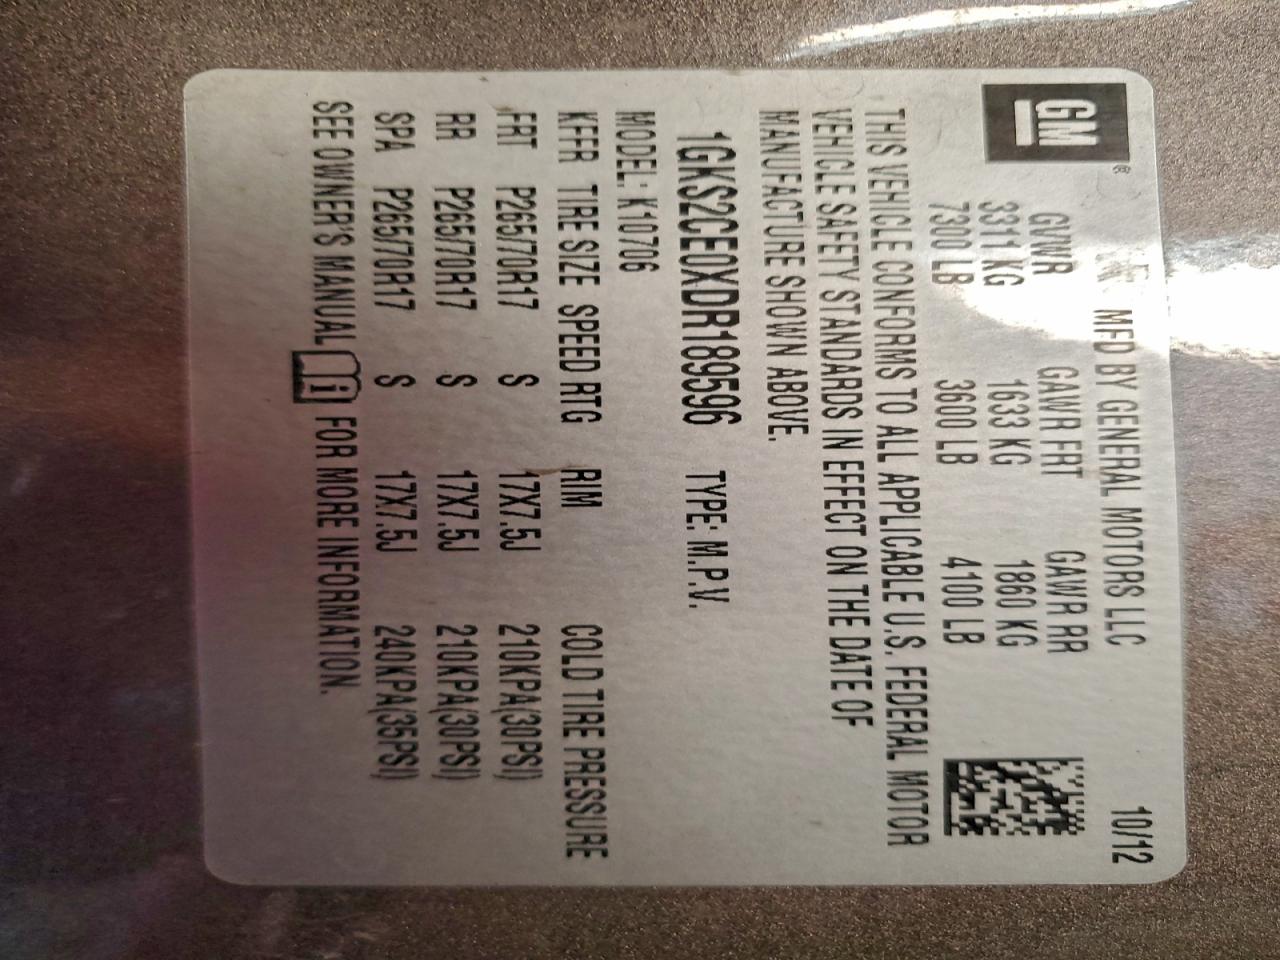 GM®
MFD BY GENERAL MOTORS LLC 10/12
GVWR GAWR FRT GAWR RR
3311 KG 1633 KG 1860 KG
7300 LB 3600 LB 4100 LB
THIS VEHICLE CONFORMS TO ALL APPLICABLE U.S. FEDERAL MOTOR
VEHICLE SAFETY STANDARDS IN EFFECT ON THE DATE OF
MANUFACTURE SHOWN ABOVE.
1GKS2CE0XDR189596 TYPE: M.P.V.
MODEL: K10706
KFFR TIRE SIZE SPEED RTG RIM COLD TIRE PRESSURE
FRT P265/70R17 S 17X7.5J 210KPA(30PSI)
RR P265/70R17 S 17X7.5J 210KPA(30PSI)
SPA P265/70R17 S 17X7.5J 240KPA(35PSI)
SEE OWNER'S MANUAL i FOR MORE INFORMATION.